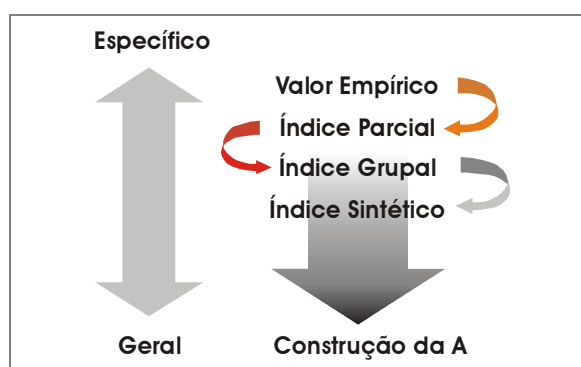 Específico
Valor Empírico
Índice Parcial
Índice Grupal
Índice Sintético
Geral
Construção da A